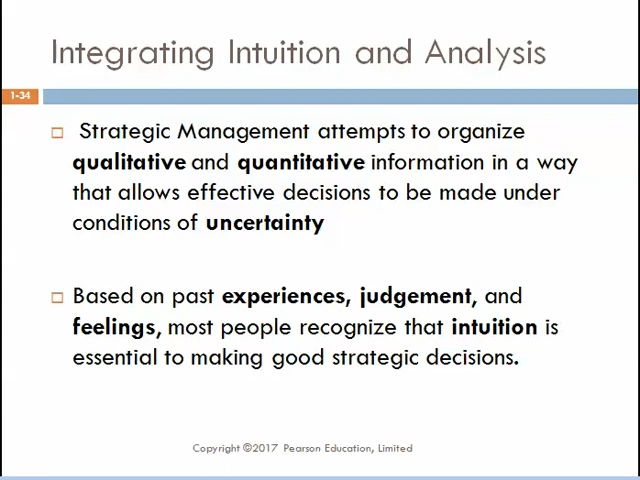 Integrating Intuition and Analysis
1-34
Strategic Management attempts to organize
qualitative and quantitative information in a way
that allows effective decisions to be made under
conditions of uncertainty
Based on past experiences, judgement, and
feelings, most people recognize that intuition is
essential to making good strategic decisions.
Copyright ©2017 Pearson Education, Limited